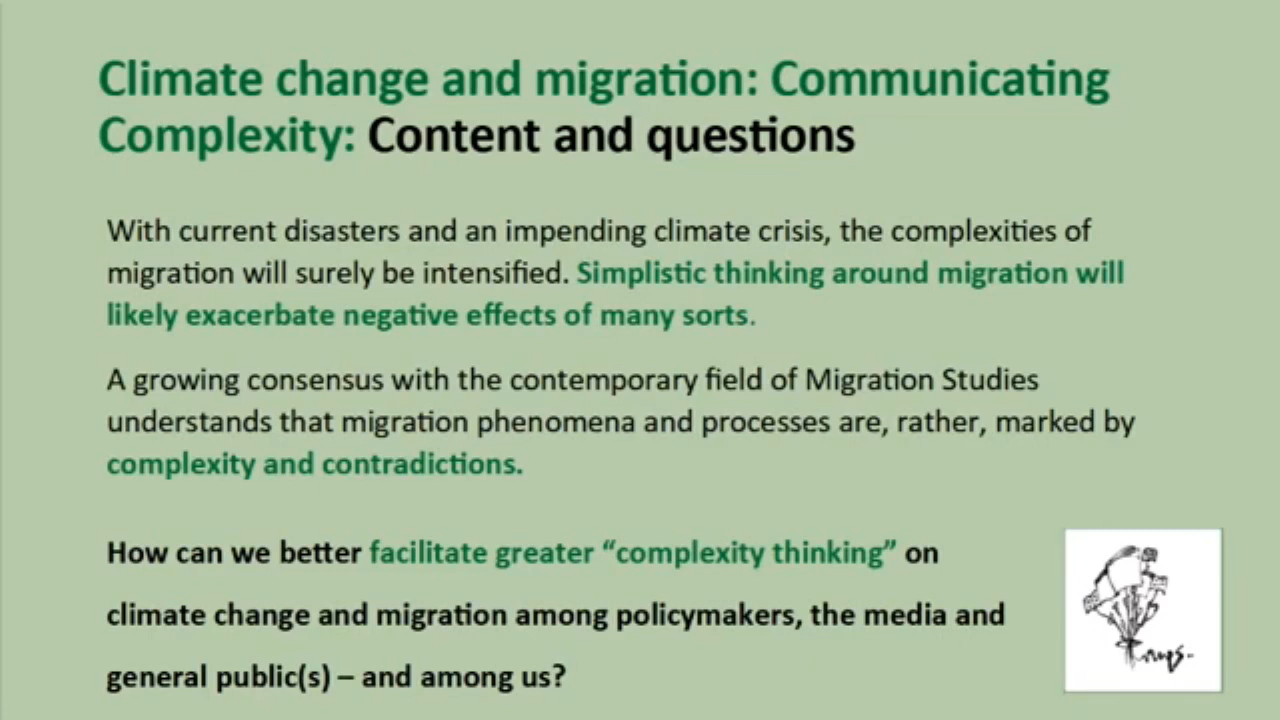 Climate change and migration: Communicating
Complexity: Content and questions
With current disasters and an impending climate crisis, the complexities of
migration will surely be intensified. Simplistic thinking around migration will
likely exacerbate negative effects of many sorts.
A growing consensus with the contemporary field of Migration Studies
understands that migration phenomena and processes are, rather, marked by
complexity and contradictions.
How can we better facilitate greater “complexity thinking” on
climate change and migration among policymakers, the media and
general public(s) – and among us?